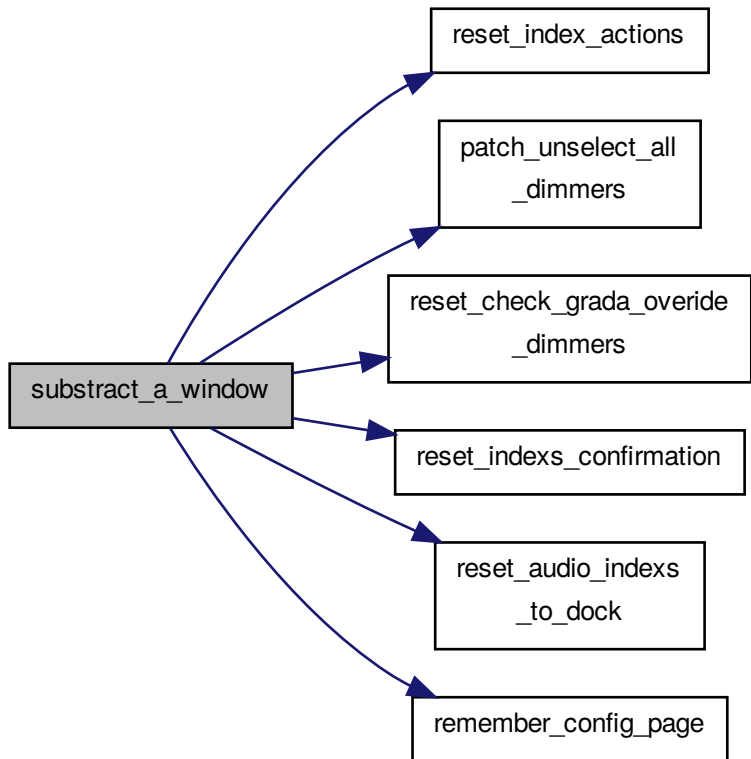 reset_index_actions
patch_unselect_all
_dimmers
reset_check_grada_overide
_dimmers
substract_a_window
reset_indexs_confirmation
reset_audio_indexs
_to_dock
remember_config_page